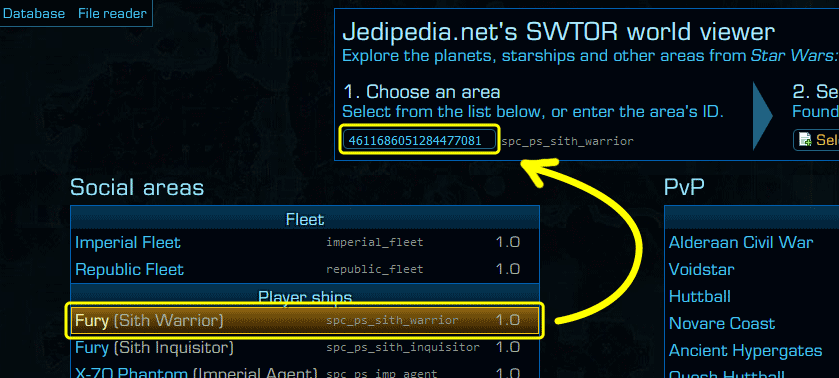 Database File reader
Jedipedia.net's SWTOR world viewer
Explore the planets, starships and other areas from Star Wars:
1. Choose an area
Select from the list below, or enter the area's ID.
4611686051284477081 spc_ps_sith_warrior
2. Se
Found
Sel
Social areas
Fleet
Imperial Fleet imperial_fleet 1.0
Republic Fleet republic_fleet 1.0
Player ships
Fury (Sith Warrior) spc_ps_sith_warrior 1.0
Fury (Sith Inquisitor) spc_ps_sith_inquisitor 1.0
X-70 Phantom (Imperial Agent) spc_ps_imp_agent 1.0
PvP
Alderaan Civil War
Voidstar
Huttball
Novare Coast
Ancient Hypergates
Quesh Huttball